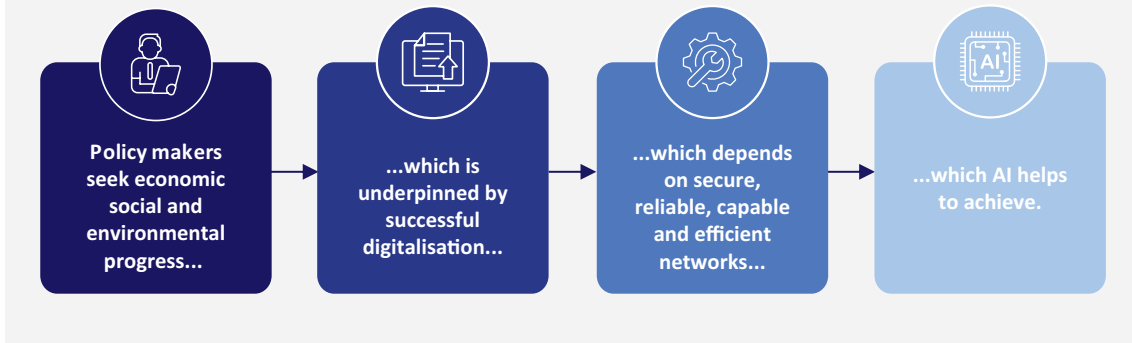 Policy makers
seek economic
social and
environmental
progress...
...which is
underpinned by
successful
digitalisation...
...which depends
on secure,
reliable, capable
and efficient
networks...
AI
...which AI helps
to achieve.